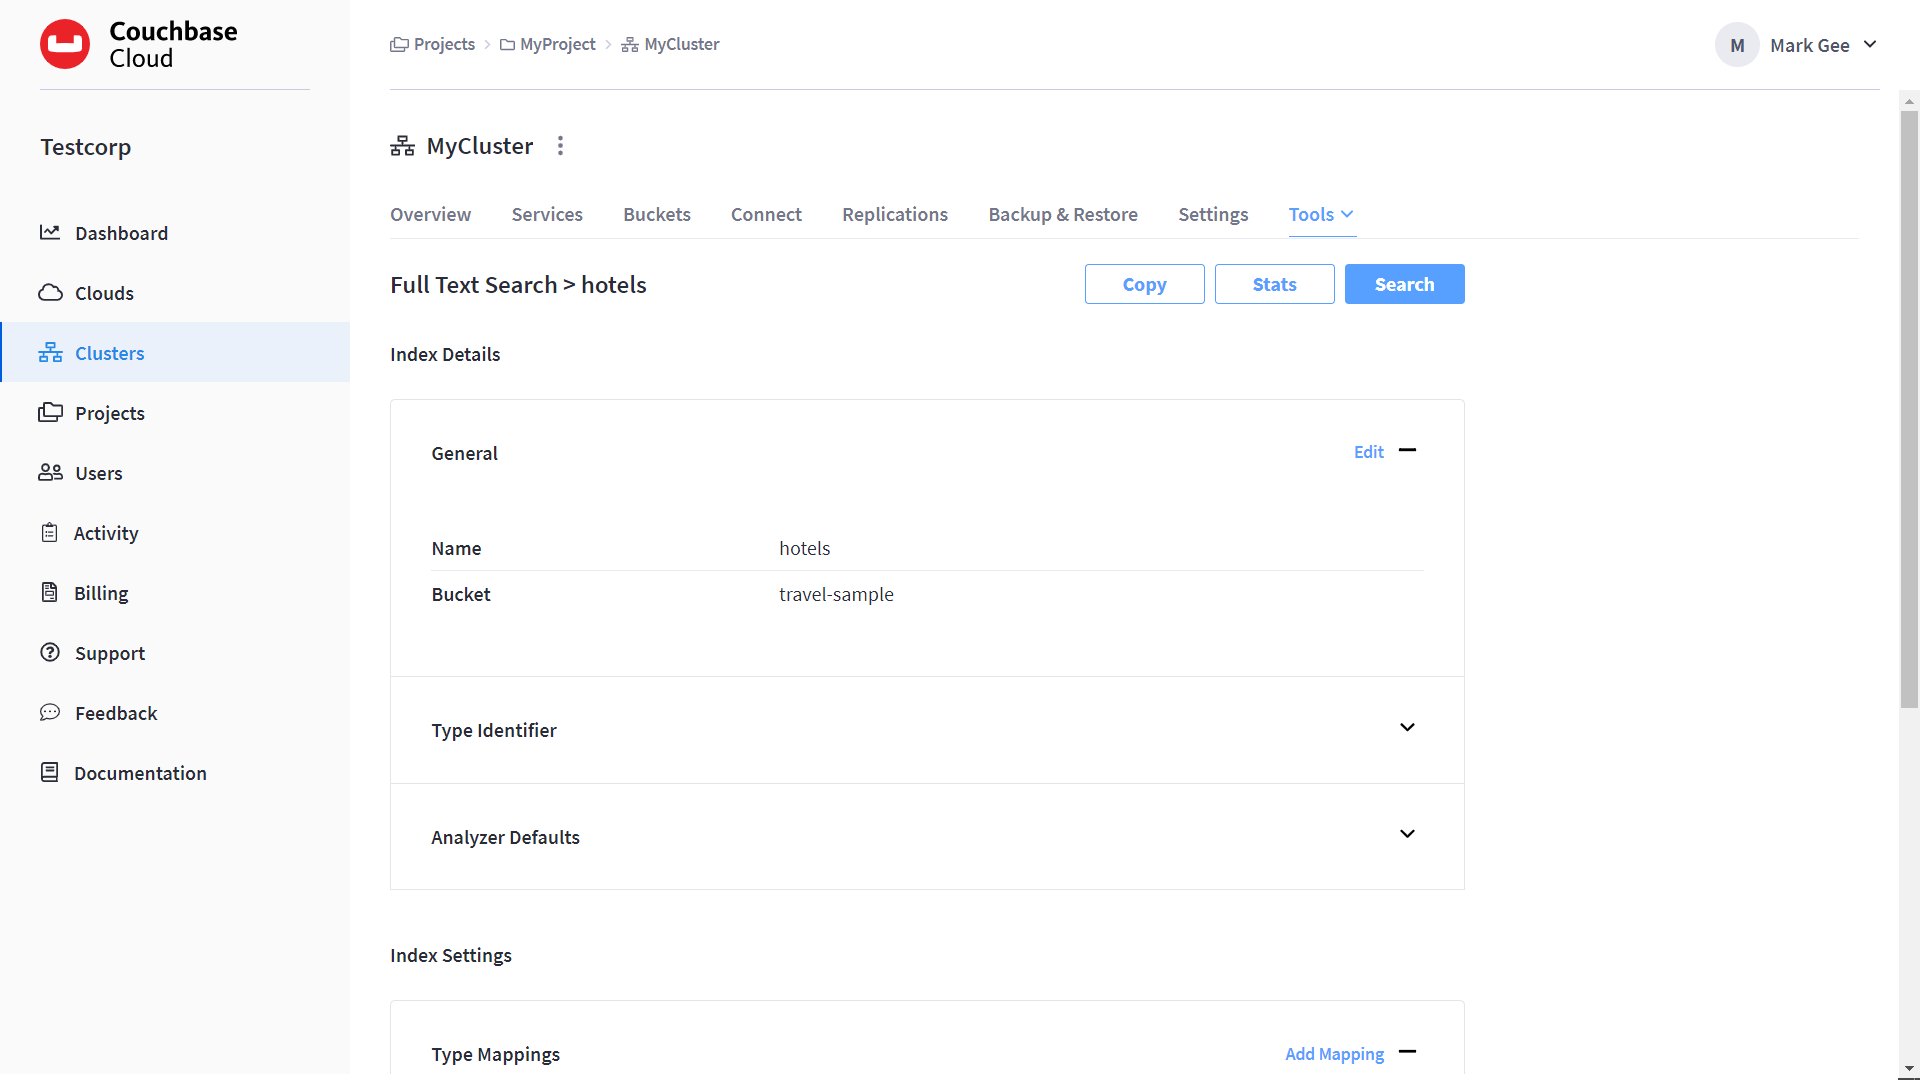 Couchbase
Cloud
Projects
MyProject
MyCluster
M
Mark Gee
Testcorp
Dashboard
Clouds
Clusters
Projects
Users
Activity
Billing
Support
Feedback
Documentation
MyCluster
Overview Services Buckets Connect Replications Backup & Restore Settings Tools
Full Text Search > hotels
Copy
Stats
Search
Index Details
General
Edit
Name hotels
Bucket travel-sample
Type Identifier
Analyzer Defaults
Index Settings
Type Mappings
Add Mapping